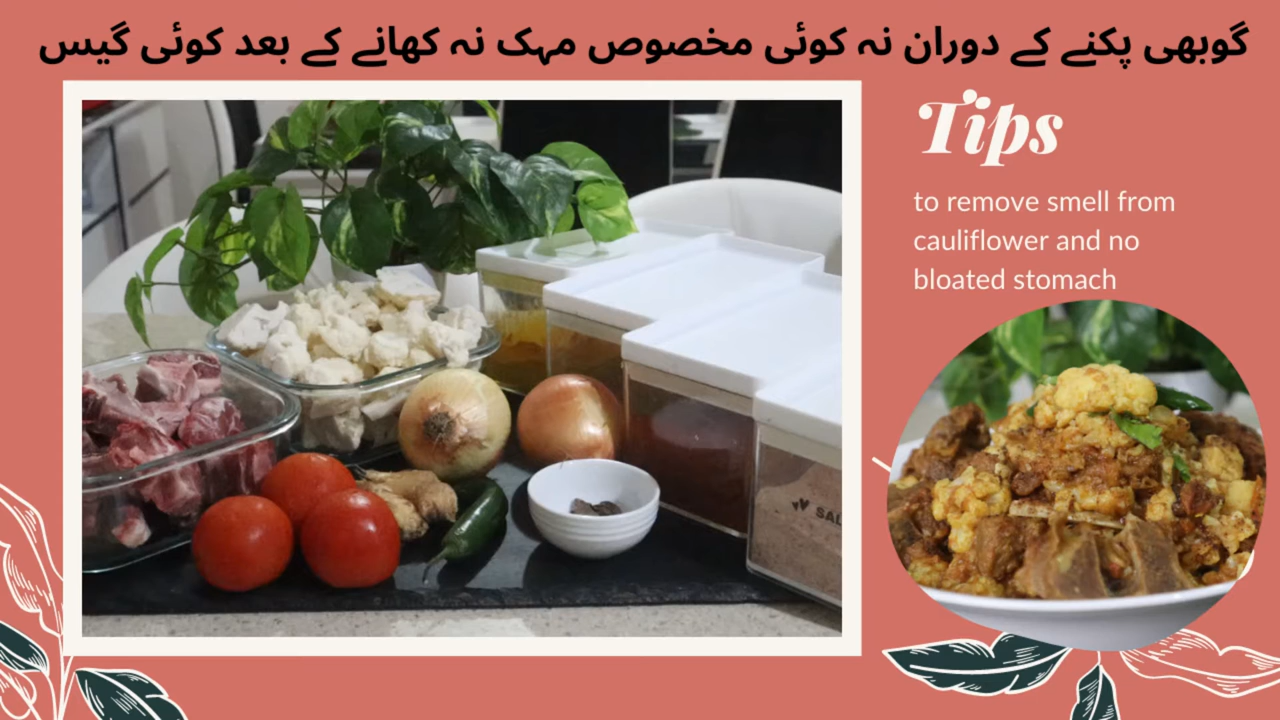 گوبھی پکنے کے دوران نہ کوئی مخصوص مہک نہ کھانے کے بعد کوئی گیس
Tips
to remove smell from
cauliflower and no
bloated stomach
SAL